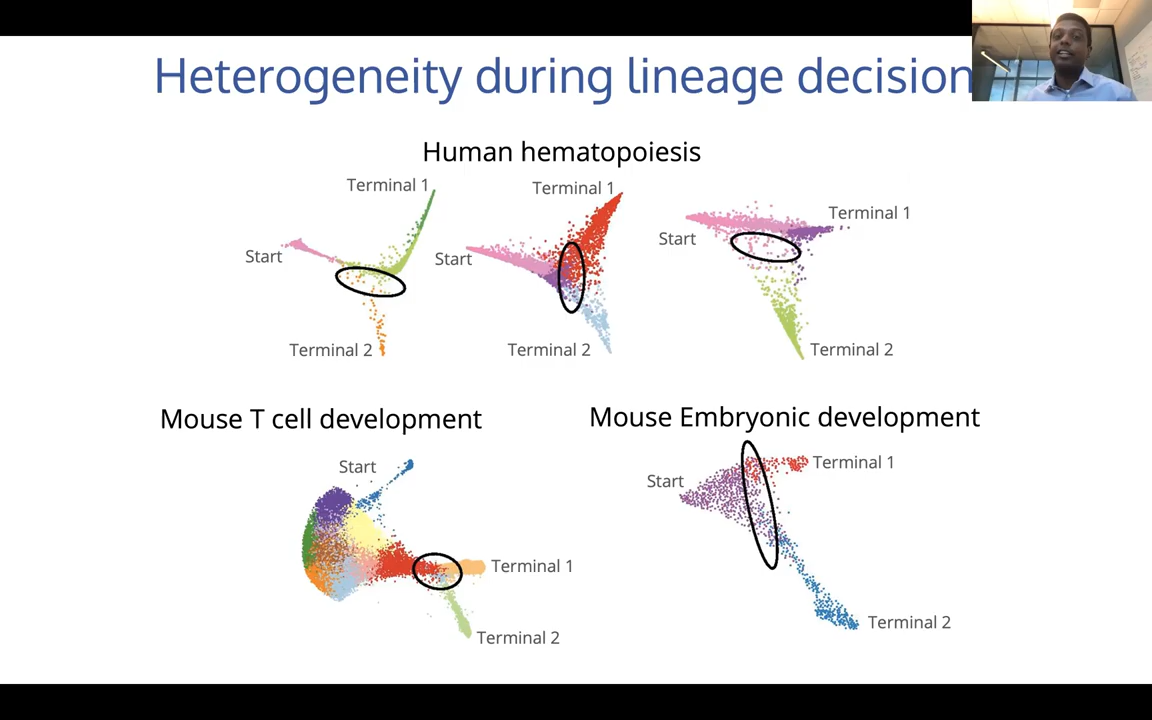 Heterogeneity during lineage decision
Human hematopoiesis
Terminal 1
Start
Terminal 2
Terminal 1
Start
Terminal 2
Terminal 1
Start
Terminal 2
Mouse T cell development
Start
Terminal 1
Terminal 2
Mouse Embryonic development
Terminal 1
Start
Terminal 2